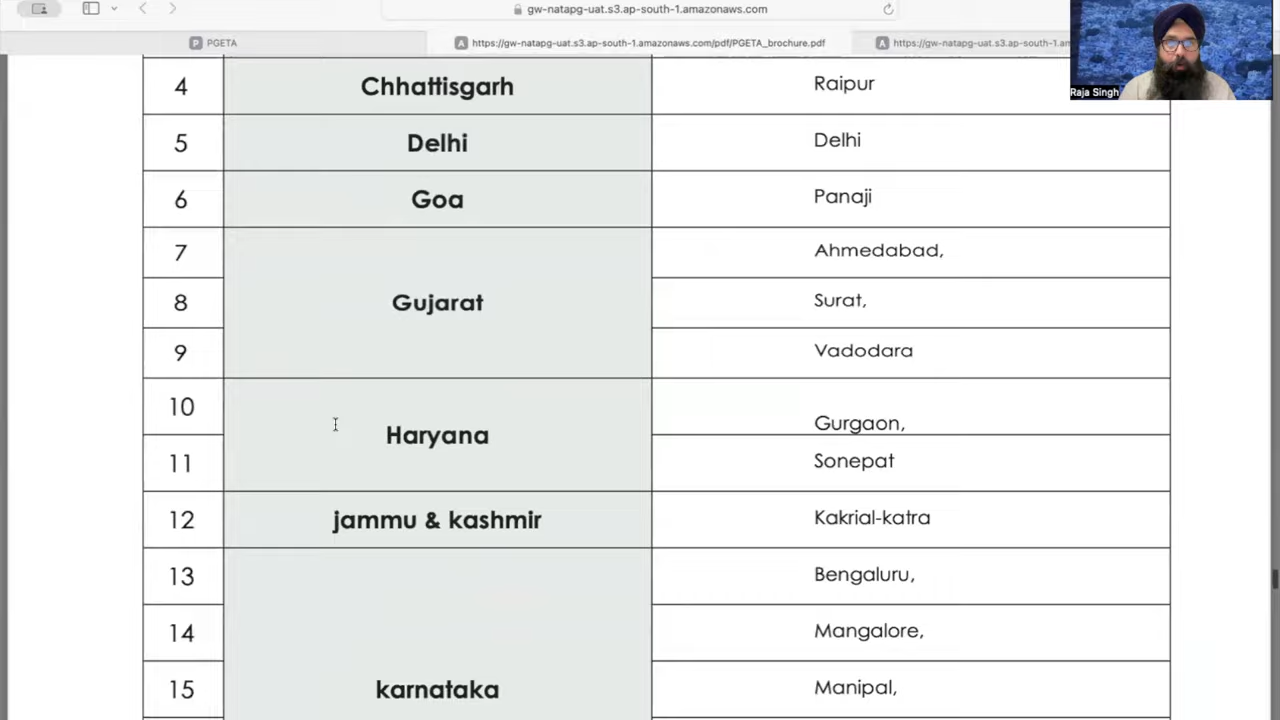 gw-natapg-uat.s3.ap-south-1.amazonaws.com
P PGETA
A https://gw-natapg-uat.s3.ap-south-1.amazonaws.com/pdf/PGETA_brochure.pdf
A https://gw-natapg-uat.s3.ap-south-1.am
Raja Singh
4 Chhattisgarh Raipur
5 Delhi Delhi
6 Goa Panaji
7 Ahmedabad,
8 Gujarat Surat,
9 Vadodara
10 Gurgaon,
Haryana
11 Sonepat
12 jammu & kashmir Kakrial-katra
13 Bengaluru,
14 Mangalore,
15 karnataka Manipal,